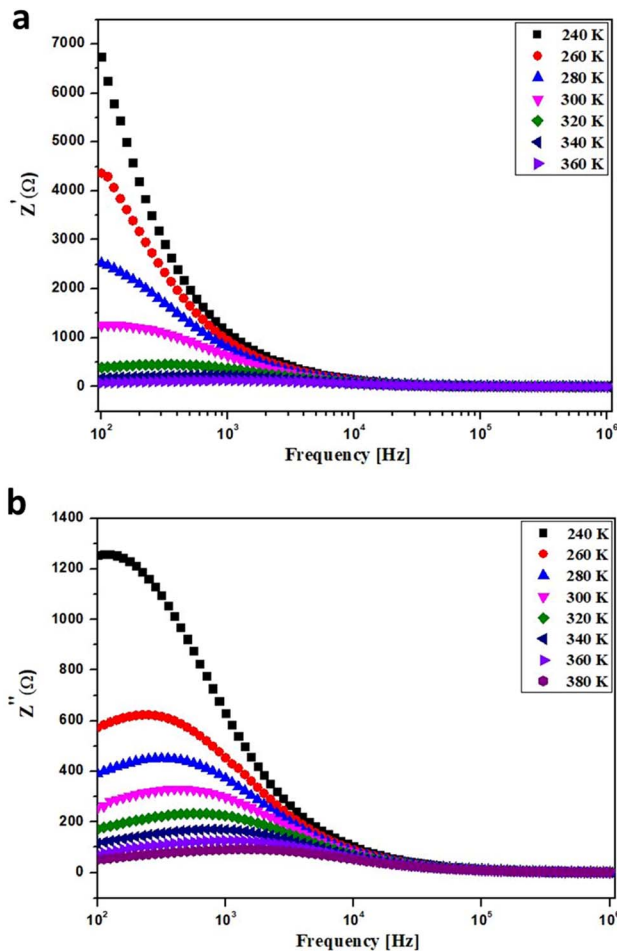 a
7000
6000
5000
4000
3000
2000
1000
0
Z'(Ω)
240 K
260 K
280 K
300 K
320 K
340 K
360 K
10² 10³ 10⁴ 10⁵ 10⁶
Frequency [Hz]
b
1400
1200
1000
800
600
400
200
0
Z''(Ω)
240 K
260 K
280 K
300 K
320 K
340 K
360 K
380 K
10² 10³ 10⁴ 10⁵ 10⁶
Frequency [Hz]